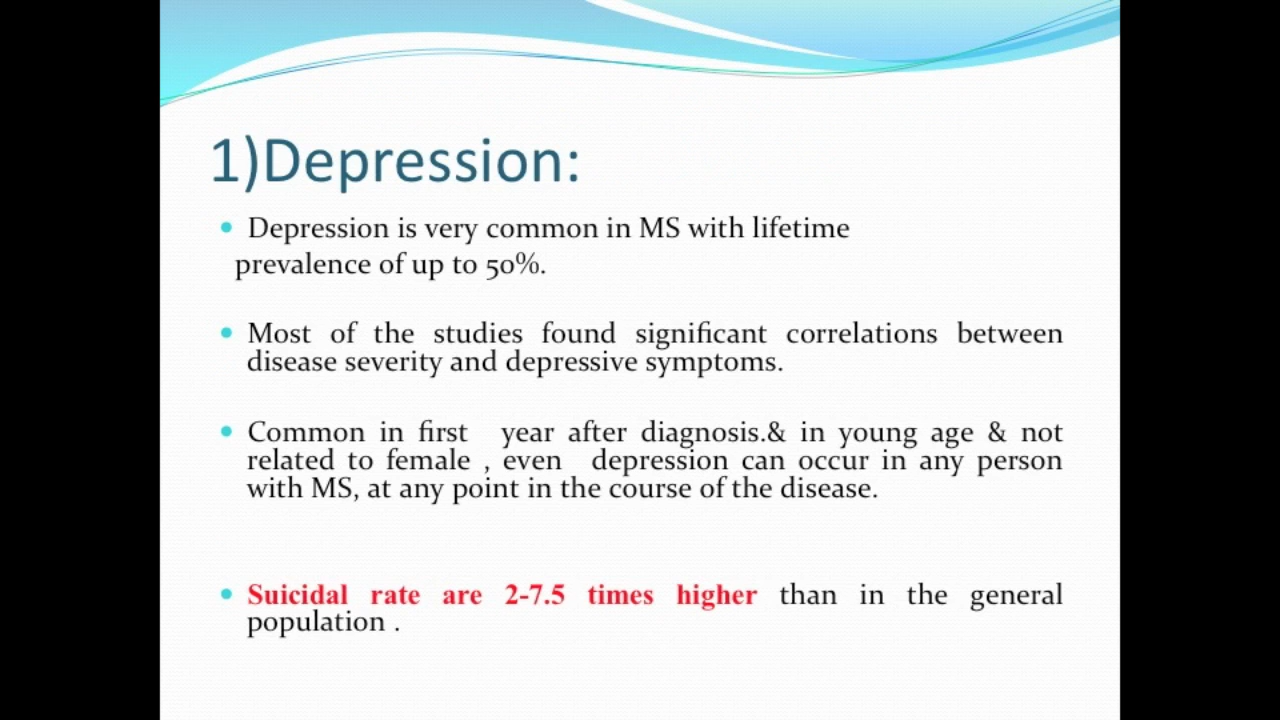 1)Depression:
Depression is very common in MS with lifetime
prevalence of up to 50%.
Most of the studies found significant correlations between
disease severity and depressive symptoms.
Common in first year after diagnosis.& in young age & not
related to female , even depression can occur in any person
with MS, at any point in the course of the disease.
Suicidal rate are 2-7.5 times higher than in the general
population .